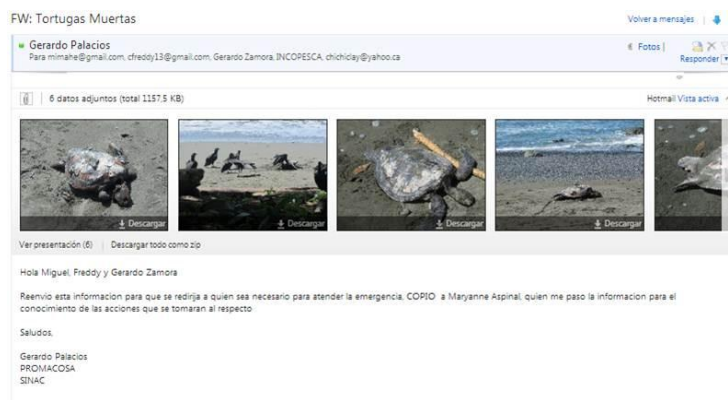 FW: Tortugas Muertas
Volver a mensajes
Gerardo Palacios
Para mimahe@gmail.com, cfreddy13@gmail.com, Gerardo Zamora, INCOPESCA, chichiclay@yahoo.ca
Fotos |
Responder
6 datos adjuntos (total 1157,5 KB)
Hotmail Vista activa
Descargar
Descargar
Descargar
Descargar
Ver presentación (6) | Descargar todo como zip
Hola Miguel, Freddy y Gerardo Zamora
Reenvio esta informacion para que se redirija a quien sea necesario para atender la emergencia, COPIO a Maryanne Aspinal, quien me paso la informacion para el
conocimiento de las acciones que se tomaran al respecto
Saludos,
Gerardo Palacios
PROMACOSA
SINAC